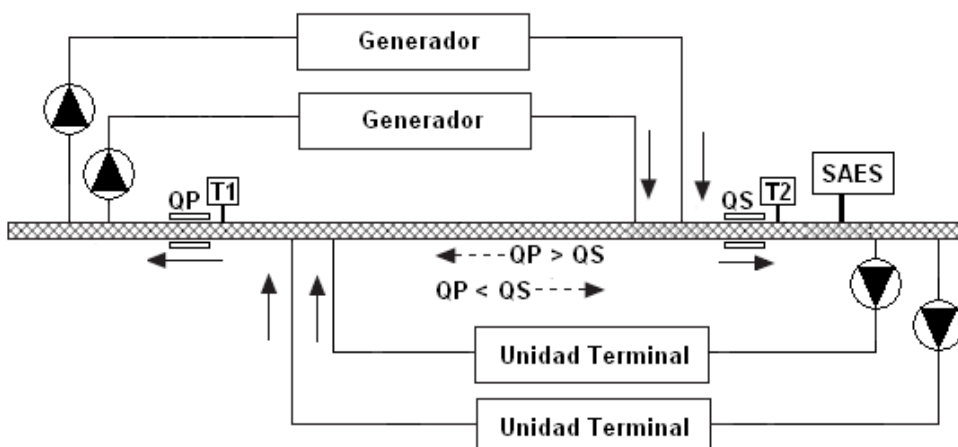 Generador
Generador
SAES
QP T1
QS T2
QP > QS
QP < QS
Unidad Terminal
Unidad Terminal